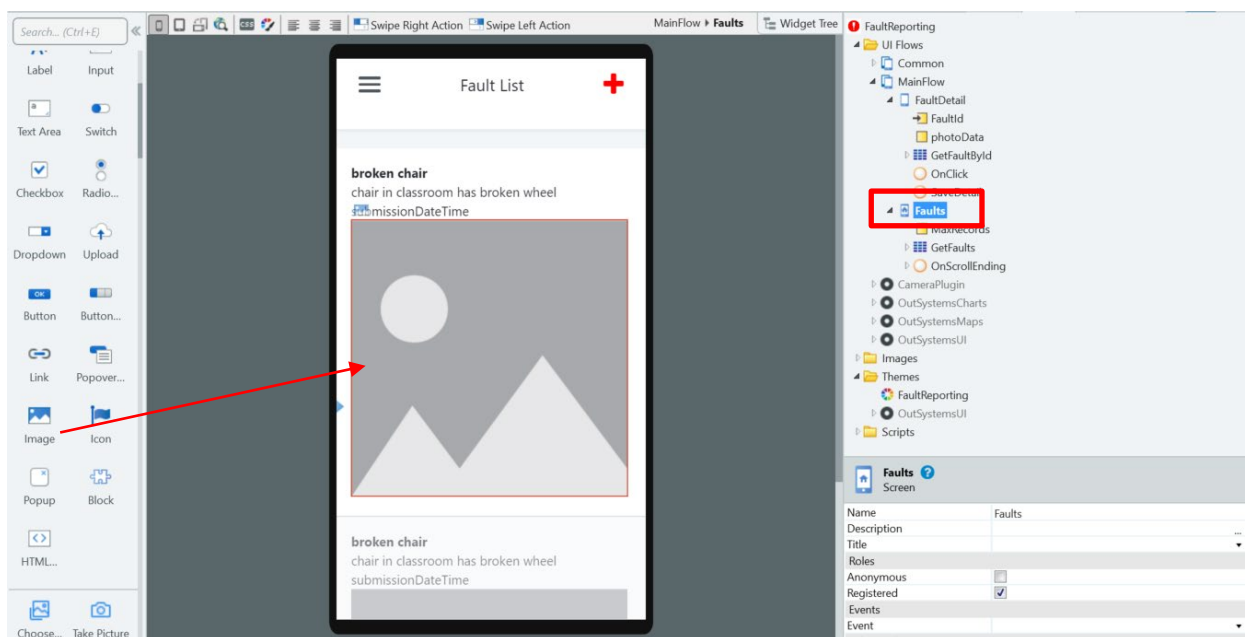 Search... (Ctrl+E)
Label Input
Text Area Switch
Checkbox Radio...
Dropdown Upload
OK
Button Button...
Link Popover...
Image Icon
Popup Block
HTML...
Choose... Take Picture
CSS Swipe Right Action Swipe Left Action
MainFlow Faults
Widget Tree
Fault List
broken chair
chair in classroom has broken wheel
submissionDateTime
broken chair
chair in classroom has broken wheel
submissionDateTime
FaultReporting
UI Flows
Common
MainFlow
FaultDetail
FaultId
photoData
GetFaultById
OnClick
SaveDetail
Faults
MaxRecords
GetFaults
OnScrollEnding
CameraPlugin
OutSystemsCharts
OutSystemsMaps
OutSystemsUI
Images
Themes
FaultReporting
OutSystemsUI
Scripts
Faults ?
Screen
Name Faults
Description ...
Title
Roles
Anonymous
Registered
Events
Event